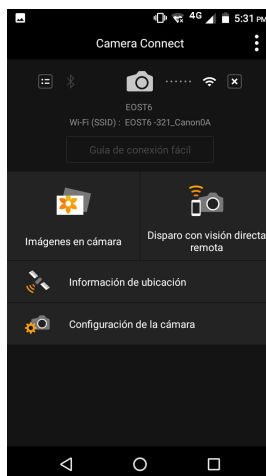 4G 5:31 PM
Camera Connect
EOST6
Wi-Fi (SSID) : EOST6 -321_Canon0A
Guía de conexión fácil
Imágenes en cámara
Disparo con visión directa
remota
Información de ubicación
Configuración de la cámara